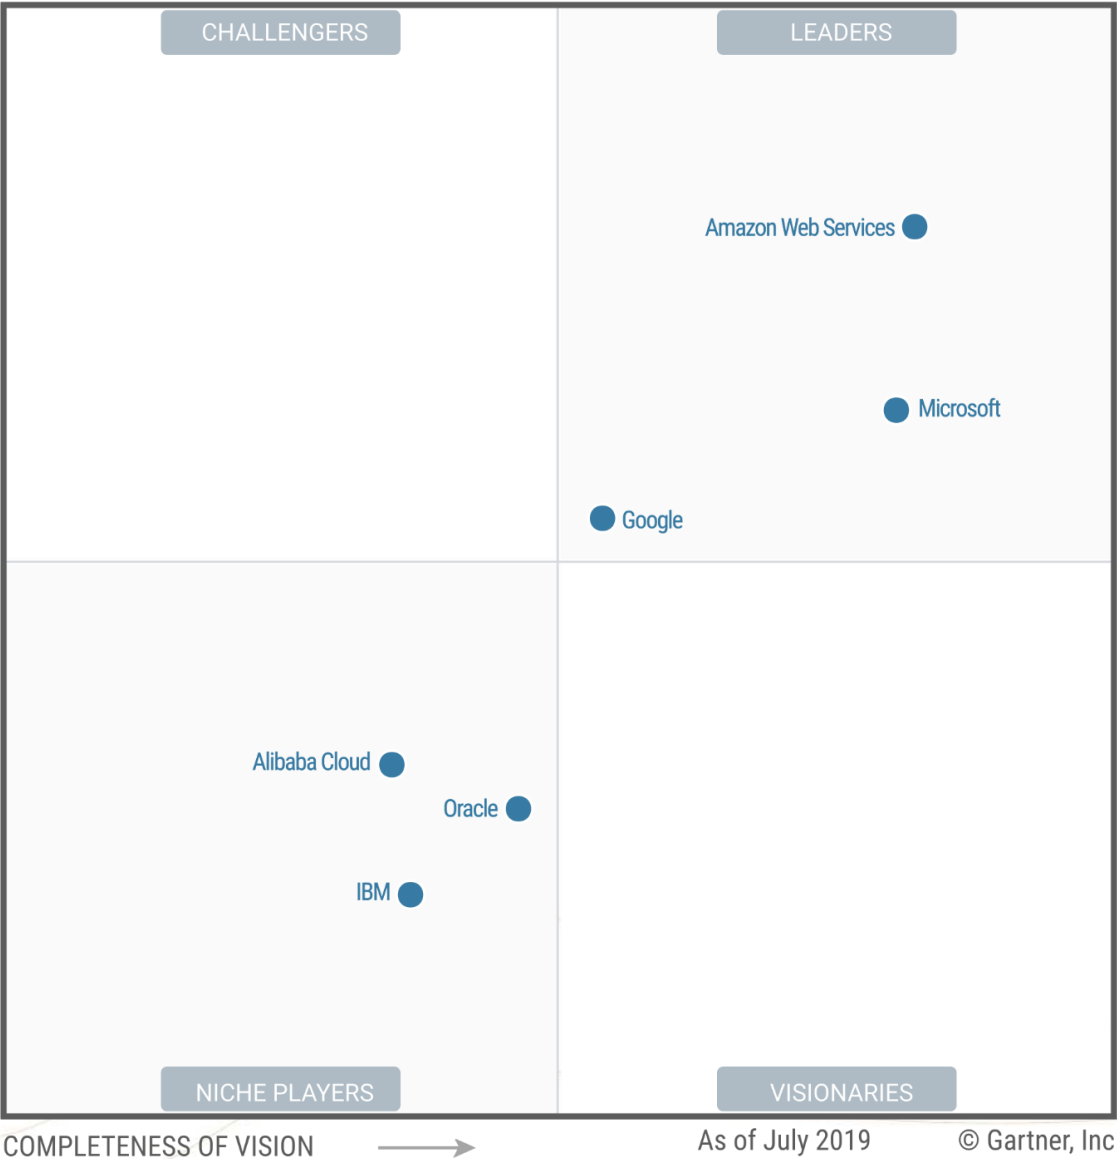 CHALLENGERS
LEADERS
Amazon Web Services
Microsoft
Google
Alibaba Cloud
Oracle
IBM
NICHE PLAYERS
VISIONARIES
COMPLETENESS OF VISION
As of July 2019
© Gartner, Inc